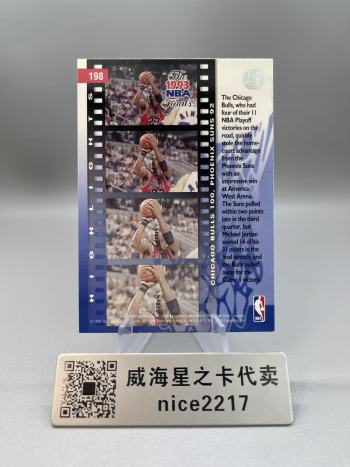 198
The
1993
NBA
Finals
HIGHLIGHTS
CHICAGO BULLS 100, PHOENIX SUNS 92
The Chicago
Bulls, who had
four of their 11
NBA Playoff
victories on the
road, quickly
stole the home-
court advantage
from the
Phoenix Suns
with an
impressive win
at America
West Arena.
The Suns pulled
within two points
late in the third
quarter, but
Michael Jordan
scored 14 of his
31 points in the
final stretch, and
the Bulls pulled
away for the
Game 1 victory.
NBA
威海星之卡代卖
nice2217